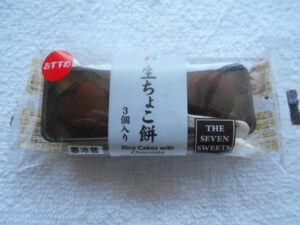 おすすめ
生ちょこ餅
3個入り
Rice Cakes with
Chocolate
要冷蔵
THE
SEVEN
SWEETS